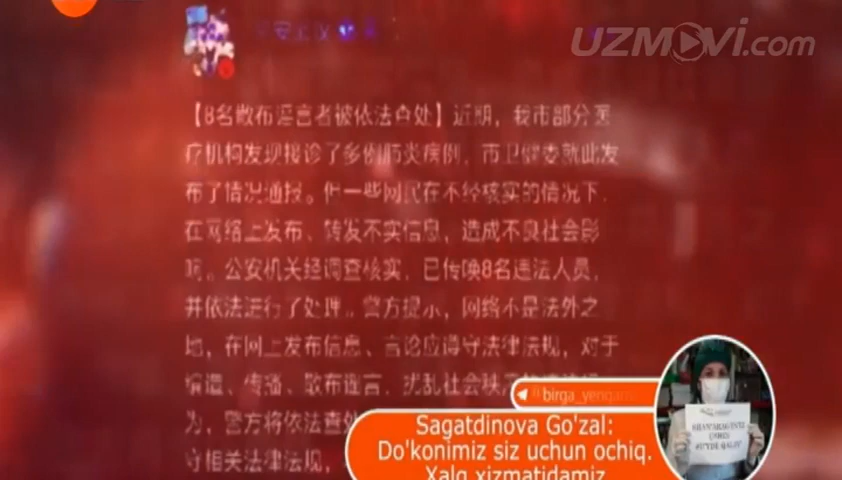 UZMOVi.com
【8名散布谣言者被依法查处】近期，我市部分医
疗机构发现接诊了多例肺炎病例，市卫健委就此发
布了情况通报。但一些网民在不经核实的情况下，
在网络上发布、转发不实信息，造成不良社会影
响。公安机关经调查核实，已传唤8名违法人员，
并依法进行了处理。警方提示，网络不是法外之
地，在网上发布信息、言论应遵守法律法规，对于
编造、传播、散布谣言，扰乱社会秩序的
为，警方将依法查处
守相关法律法规，
birga_yengamiz
Sagatdinova Go'zal:
Do'konimiz siz uchun ochiq.
Xalq xizmatidamiz